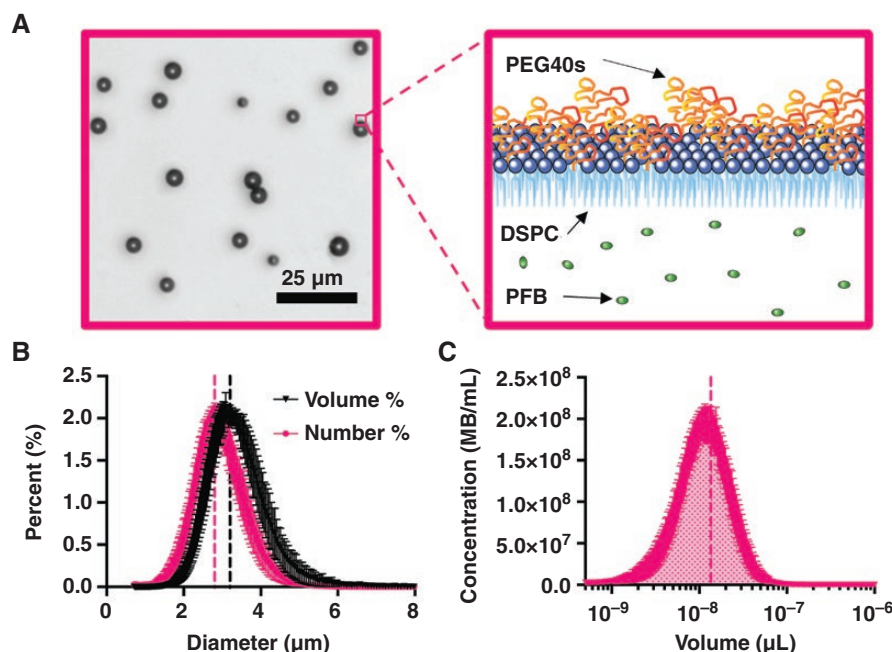 A
PEG40s
DSPC
PFB
25 µm
B
2.5
2.0
1.5
1.0
0.5
0.0
Percent (%)
0 2 4 6 8
Diameter (µm)
Volume %
Number %
C
2.5×10⁸
2.0×10⁸
1.5×10⁸
1.0×10⁸
5.0×10⁷
0.0
Concentration (MB/mL)
10⁻⁹ 10⁻⁸ 10⁻⁷ 10⁻⁶
Volume (µL)